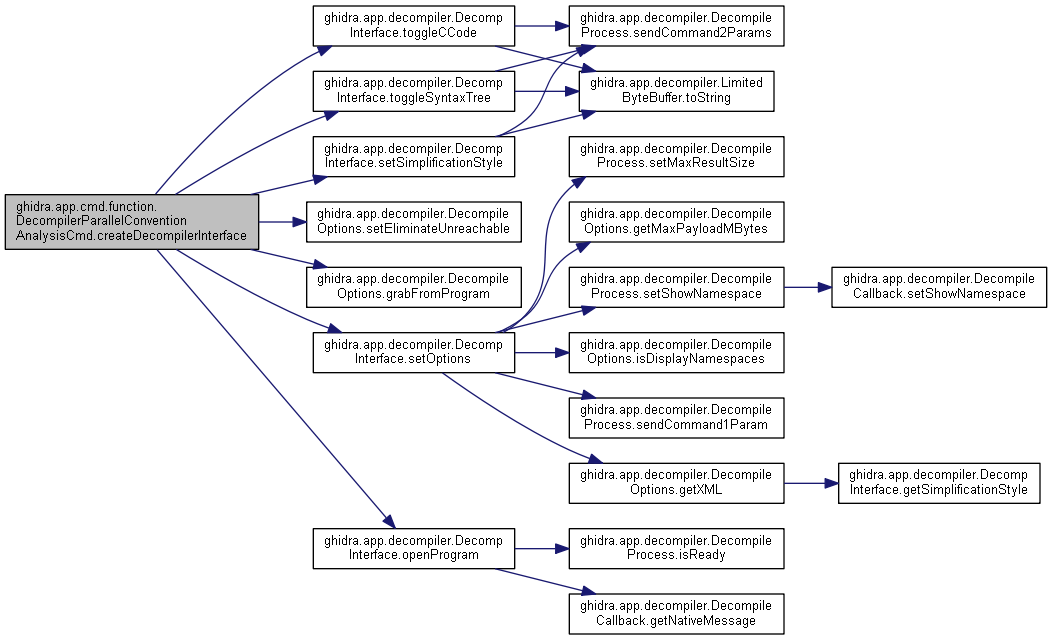 ghidra.app.cmd.function.
DecompilerParallelConvention
AnalysisCmd.createDecompilerInterface
ghidra.app.decompiler.Decomp
Interface.toggleCCode
ghidra.app.decompiler.Decomp
Interface.toggleSyntaxTree
ghidra.app.decompiler.Decomp
Interface.setSimplificationStyle
ghidra.app.decompiler.Decompile
Options.setEliminateUnreachable
ghidra.app.decompiler.Decompile
Options.grabFromProgram
ghidra.app.decompiler.Decomp
Interface.setOptions
ghidra.app.decompiler.Decomp
Interface.openProgram
ghidra.app.decompiler.Decompile
Process.sendCommand2Params
ghidra.app.decompiler.Limited
ByteBuffer.toString
ghidra.app.decompiler.Decompile
Process.setMaxResultSize
ghidra.app.decompiler.Decompile
Options.getMaxPayloadMBytes
ghidra.app.decompiler.Decompile
Process.setShowNamespace
ghidra.app.decompiler.Decompile
Options.isDisplayNamespaces
ghidra.app.decompiler.Decompile
Process.sendCommand1Param
ghidra.app.decompiler.Decompile
Options.getXML
ghidra.app.decompiler.Decompile
Process.isReady
ghidra.app.decompiler.Decompile
Callback.getNativeMessage
ghidra.app.decompiler.Decompile
Callback.setShowNamespace
ghidra.app.decompiler.Decomp
Interface.getSimplificationStyle